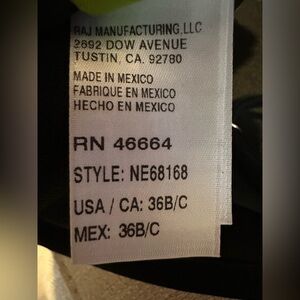 RAJ MANUFACTURING, LLC
2692 DOW AVENUE
TUSTIN, CA. 92780
MADE IN MEXICO
FABRIQUE EN MEXICO
HECHO EN MEXICO
RN 46664
STYLE: NE68168
USA / CA: 36B/C
MEX: 36B/C